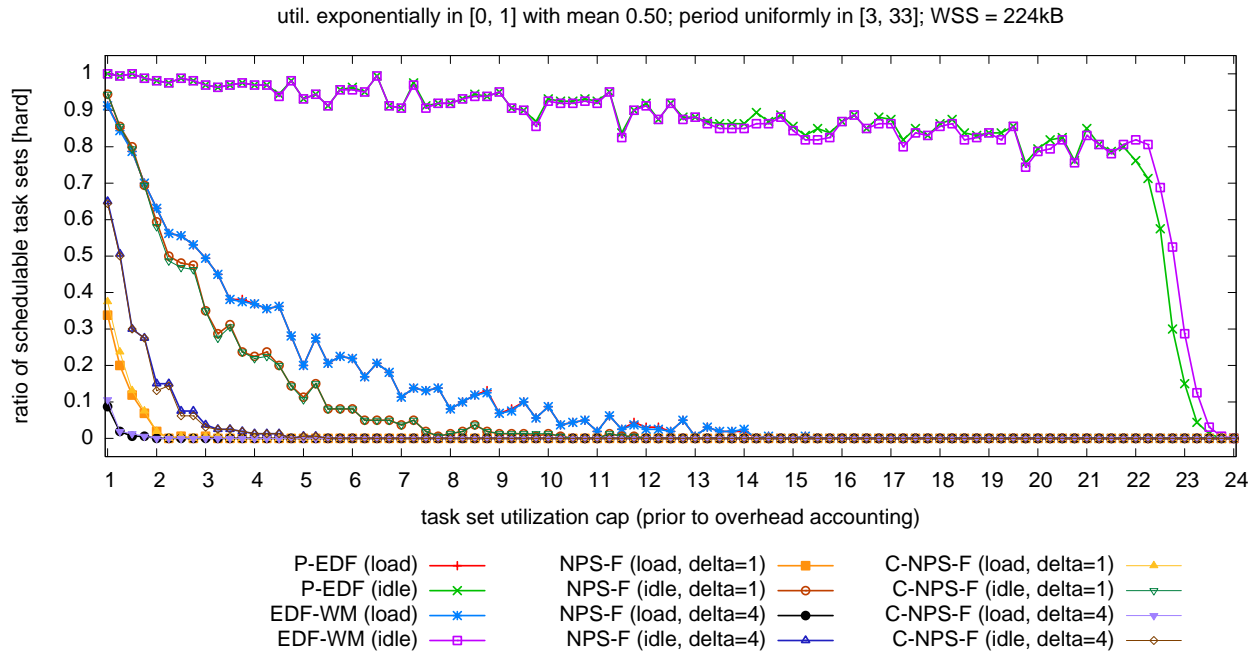 util. exponentially in [0, 1] with mean 0.50; period uniformly in [3, 33]; WSS = 224kB
ratio of schedulable task sets [hard]
1
0.9
0.8
0.7
0.6
0.5
0.4
0.3
0.2
0.1
0
1 2 3 4 5 6 7 8 9 10 11 12 13 14 15 16 17 18 19 20 21 22 23 24
task set utilization cap (prior to overhead accounting)
P-EDF (load) NPS-F (load, delta=1) C-NPS-F (load, delta=1)
P-EDF (idle) NPS-F (idle, delta=1) C-NPS-F (idle, delta=1)
EDF-WM (load) NPS-F (load, delta=4) C-NPS-F (load, delta=4)
EDF-WM (idle) NPS-F (idle, delta=4) C-NPS-F (idle, delta=4)